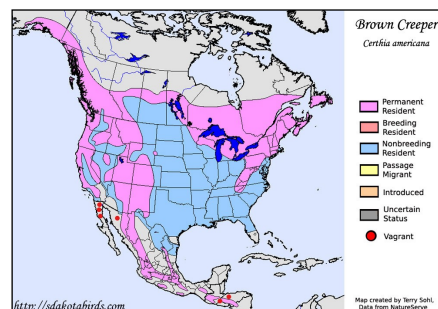 Brown Creeper
Certhia americana
Permanent
Resident
Breeding
Resident
Nonbreeding
Resident
Passage
Migrant
Introduced
Uncertain
Status
Vagrant
http://sdakotabirds.com
Map created by Terry Sohl,
Data from NatureServe